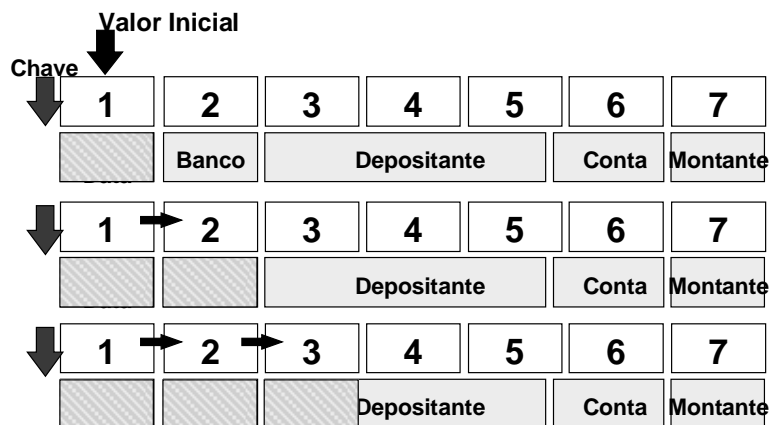 Valor Inicial
Chave
1 2 3 4 5 6 7
Banco Depositante Conta Montante
1 2 3 4 5 6 7
Depositante Conta Montante
1 2 3 4 5 6 7
Depositante Conta Montante